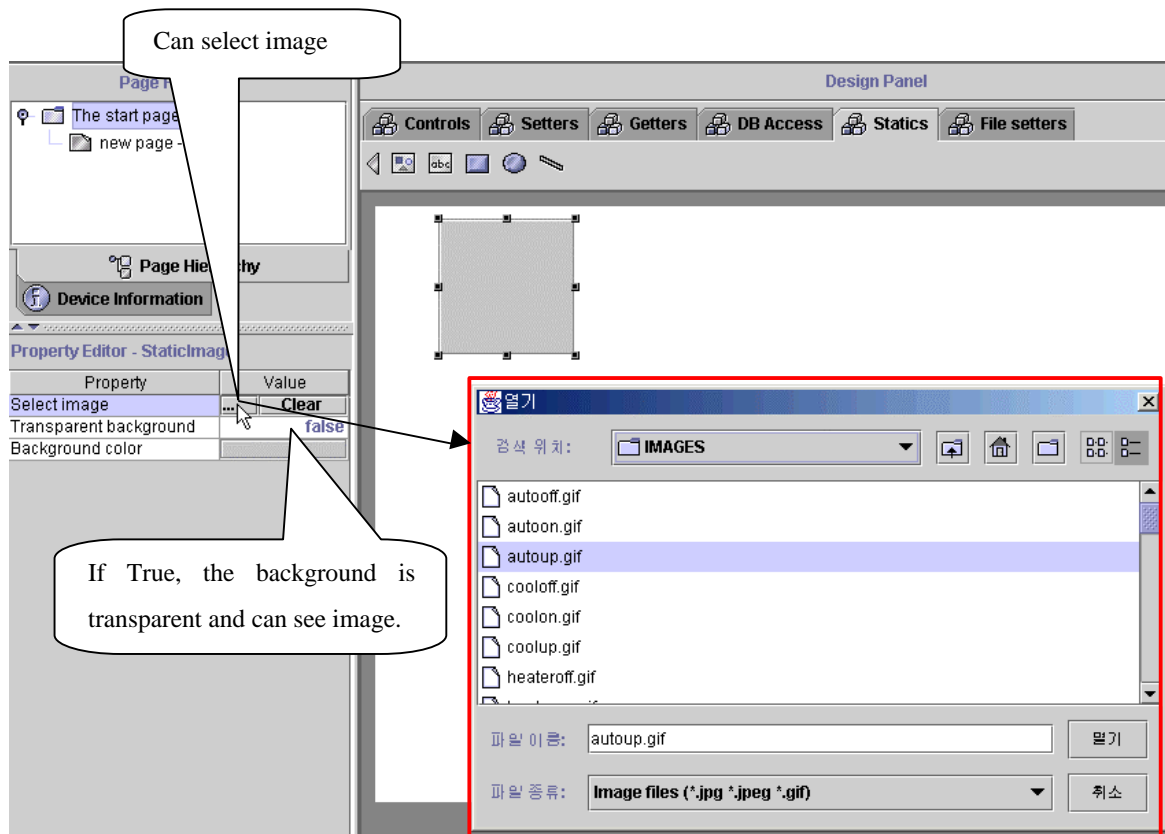 Can select image
Page H
Design Panel
The start page
new page -
Controls
Setters
Getters
DB Access
Statics
File setters
abc
Page Hie
hy
Device Information
Property Editor - StaticImag
Property
Value
Select image
...
Clear
Transparent background
false
Background color
If True, the background is
transparent and can see image.
열기
검색 위치:
IMAGES
autooff.gif
autoon.gif
autoup.gif
cooloff.gif
coolon.gif
coolup.gif
heateroff.gif
파일 이름:
autoup.gif
열기
파일 종류:
Image files (*.jpg *.jpeg *.gif)
취소